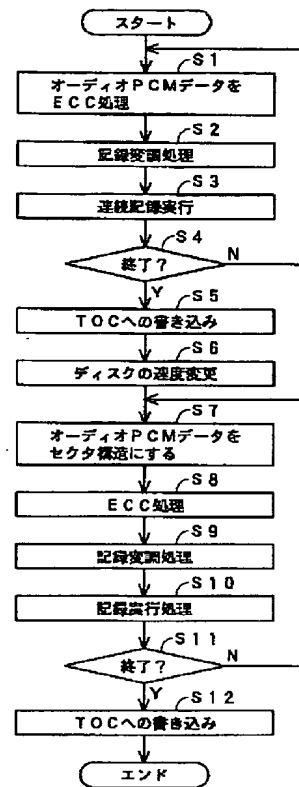 スタート
S1
オーディオPCMデータを
ECC処理
S2
記録変調処理
S3
連続記録実行
S4
終了?
N
Y
S5
TOCへの書き込み
S6
ディスクの速度変更
S7
オーディオPCMデータを
セクタ構造にする
S8
ECC処理
S9
記録変調処理
S10
記録実行処理
S11
終了?
N
Y
S12
TOCへの書き込み
エンド